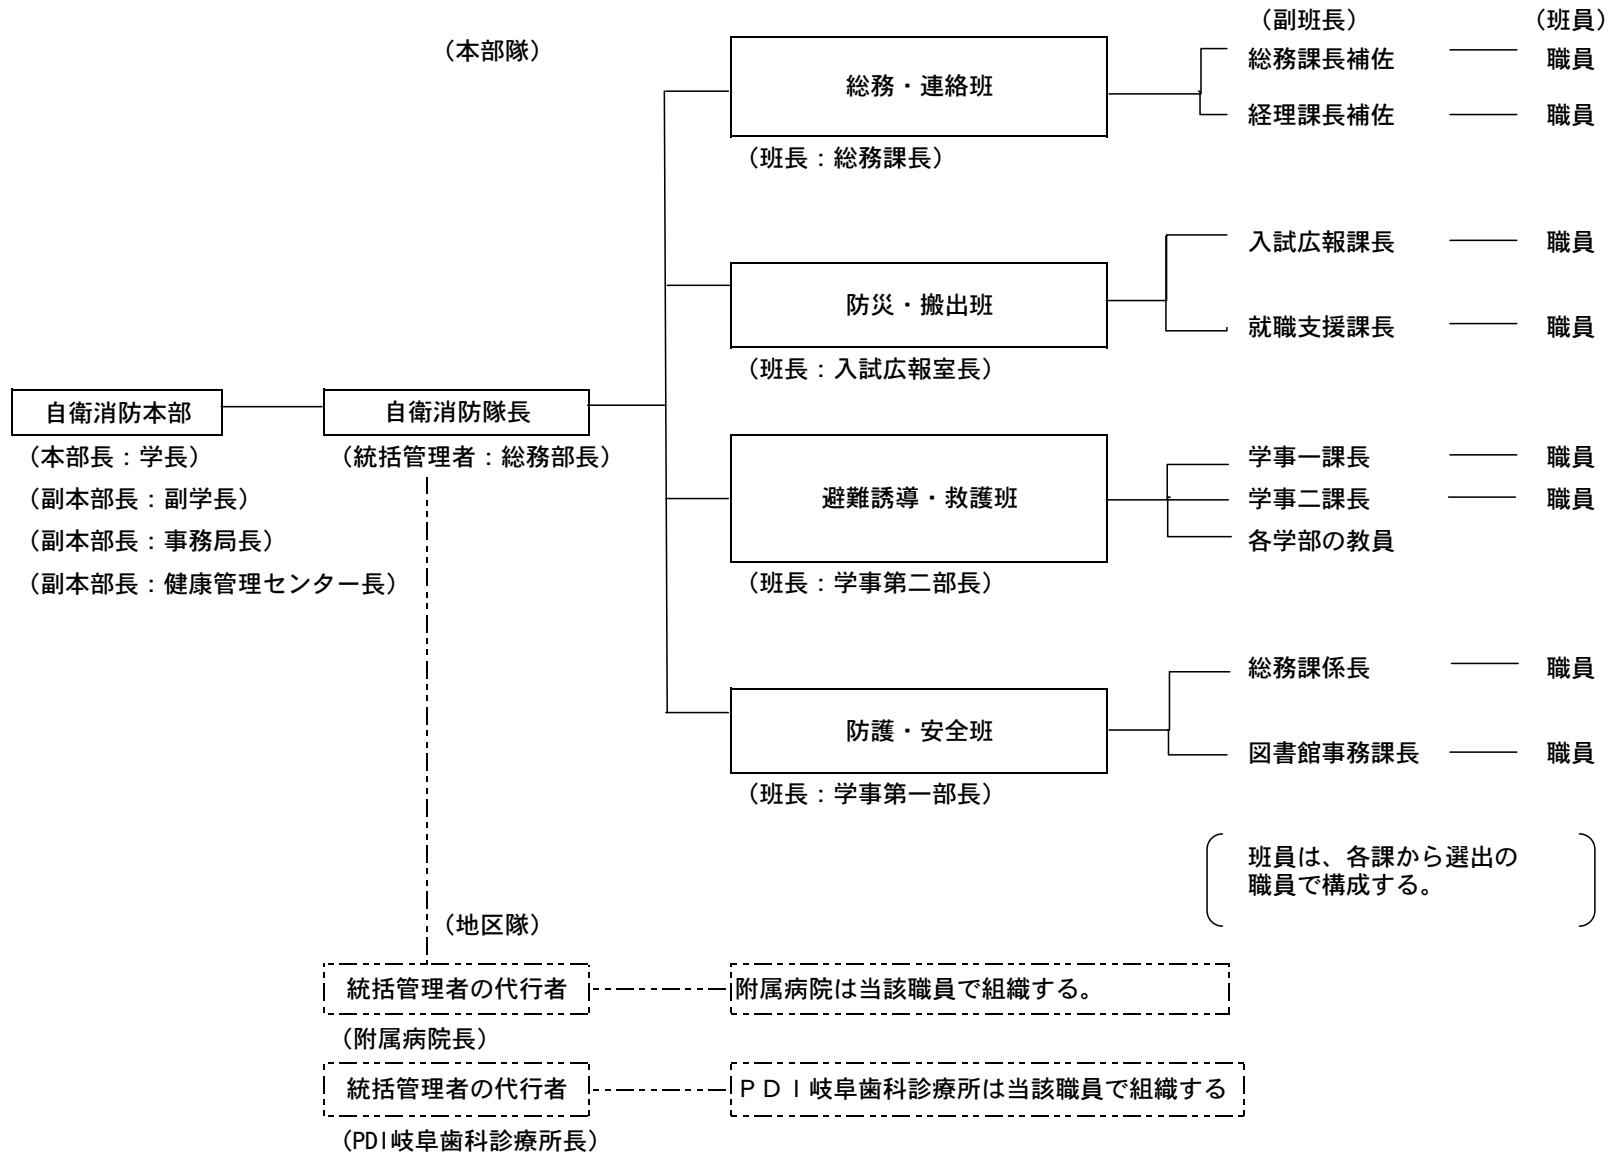 （本部隊）
（副班長）
（班員）
総務・連絡班
（班長：総務課長）
総務課長補佐
職員
経理課長補佐
職員
防災・搬出班
（班長：入試広報室長）
入試広報課長
職員
就職支援課長
職員
自衛消防本部
（本部長：学長）
（副本部長：副学長）
（副本部長：事務局長）
（副本部長：健康管理センター長）
自衛消防隊長
（統括管理者：総務部長）
避難誘導・救護班
（班長：学事第二部長）
学事一課長
職員
学事二課長
職員
各学部の教員
防護・安全班
（班長：学事第一部長）
総務課係長
職員
図書館事務課長
職員
班員は、各課から選出の
職員で構成する。
（地区隊）
統括管理者の代行者
（附属病院長）
附属病院は当該職員で組織する。
統括管理者の代行者
（PDI岐阜歯科診療所長）
ＰＤＩ岐阜歯科診療所は当該職員で組織する